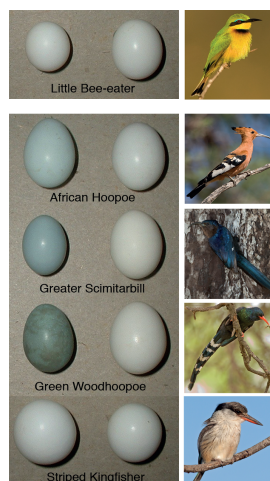 Little Bee-eater
African Hoopoe
Greater Scimitarbill
Green Woodhoopoe
Striped Kingfisher